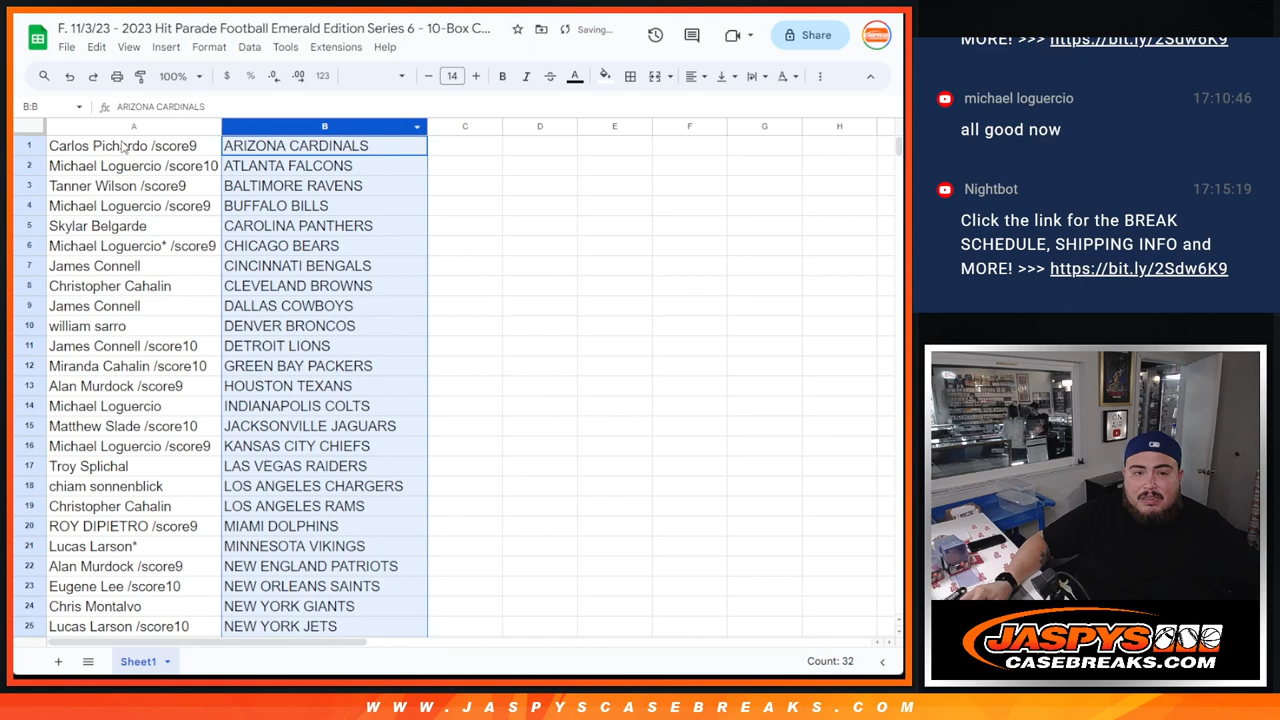 F. 11/3/23 - 2023 Hit Parade Football Emerald Edition Series 6 - 10-Box C...
Saving...
File Edit View Insert Format Data Tools Extensions Help
Share
100% $ % .0 .00 123 14 B I A
B:B fx ARIZONA CARDINALS
A B C D E F G H
1 Carlos Pichardo /score9 ARIZONA CARDINALS
2 Michael Loguercio /score10 ATLANTA FALCONS
3 Tanner Wilson /score9 BALTIMORE RAVENS
4 Michael Loguercio /score9 BUFFALO BILLS
5 Skylar Belgarde CAROLINA PANTHERS
6 Michael Loguercio* /score9 CHICAGO BEARS
7 James Connell CINCINNATI BENGALS
8 Christopher Cahalin CLEVELAND BROWNS
9 James Connell DALLAS COWBOYS
10 william sarro DENVER BRONCOS
11 James Connell /score10 DETROIT LIONS
12 Miranda Cahalin /score10 GREEN BAY PACKERS
13 Alan Murdock /score9 HOUSTON TEXANS
14 Michael Loguercio INDIANAPOLIS COLTS
15 Matthew Slade /score10 JACKSONVILLE JAGUARS
16 Michael Loguercio /score9 KANSAS CITY CHIEFS
17 Troy Splichal LAS VEGAS RAIDERS
18 chiam sonnenblick LOS ANGELES CHARGERS
19 Christopher Cahalin LOS ANGELES RAMS
20 ROY DIPIETRO /score9 MIAMI DOLPHINS
21 Lucas Larson* MINNESOTA VIKINGS
22 Alan Murdock /score9 NEW ENGLAND PATRIOTS
23 Eugene Lee /score10 NEW ORLEANS SAINTS
24 Chris Montalvo NEW YORK GIANTS
25 Lucas Larson /score10 NEW YORK JETS
Sheet1
Count: 32
MORE! >>> https://bit.ly/2Sdw6K9
michael loguercio 17:10:46
all good now
Nightbot 17:15:19
Click the link for the BREAK
SCHEDULE, SHIPPING INFO and
MORE! >>> https://bit.ly/2Sdw6K9
JASPYS
CASEBREAKS.COM
WWW.JASPYSCASEBREAKS.COM